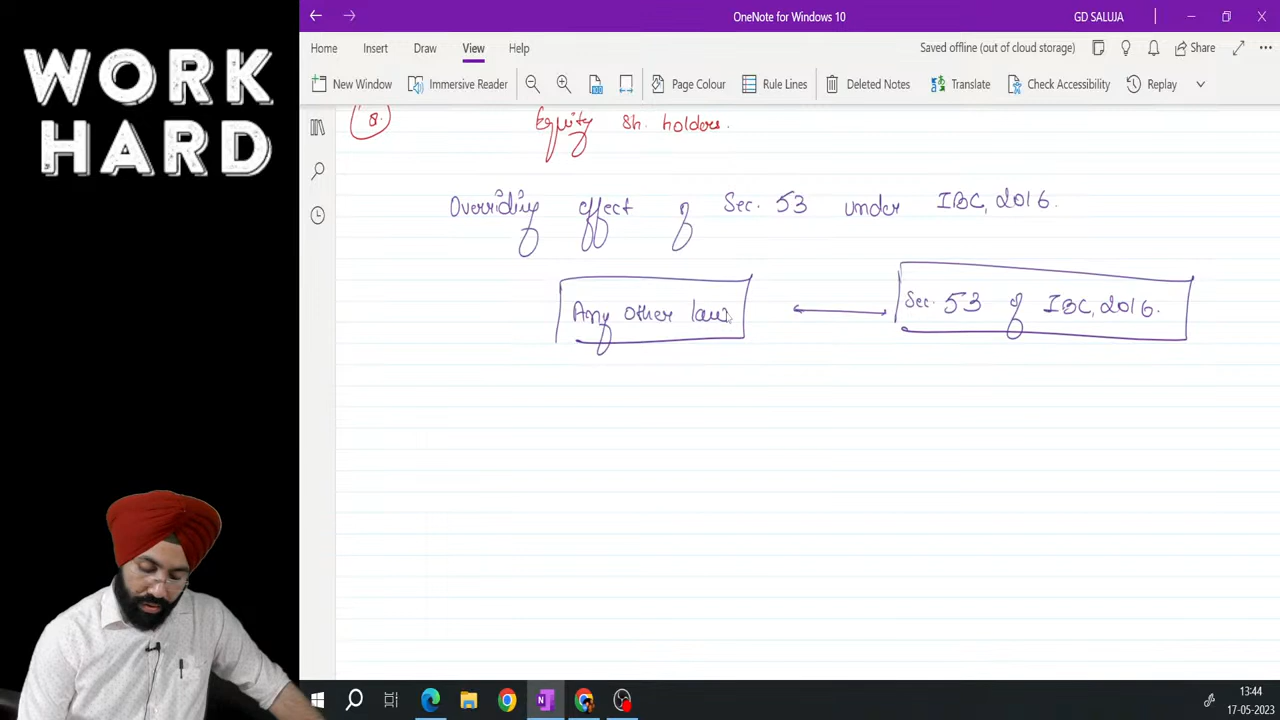 WORK
HARD
OneNote for Windows 10
GD SALUJA
Home Insert Draw View Help
Saved offline (out of cloud storage)
Share
New Window
Immersive Reader
Page Colour
Rule Lines
Deleted Notes
Translate
Check Accessibility
Replay
8. Equity Sh. holders.
Overriding effect of Sec. 53 under IBC, 2016.
Any Other law
Sec. 53 of IBC, 2016.
13:44
17-05-2023